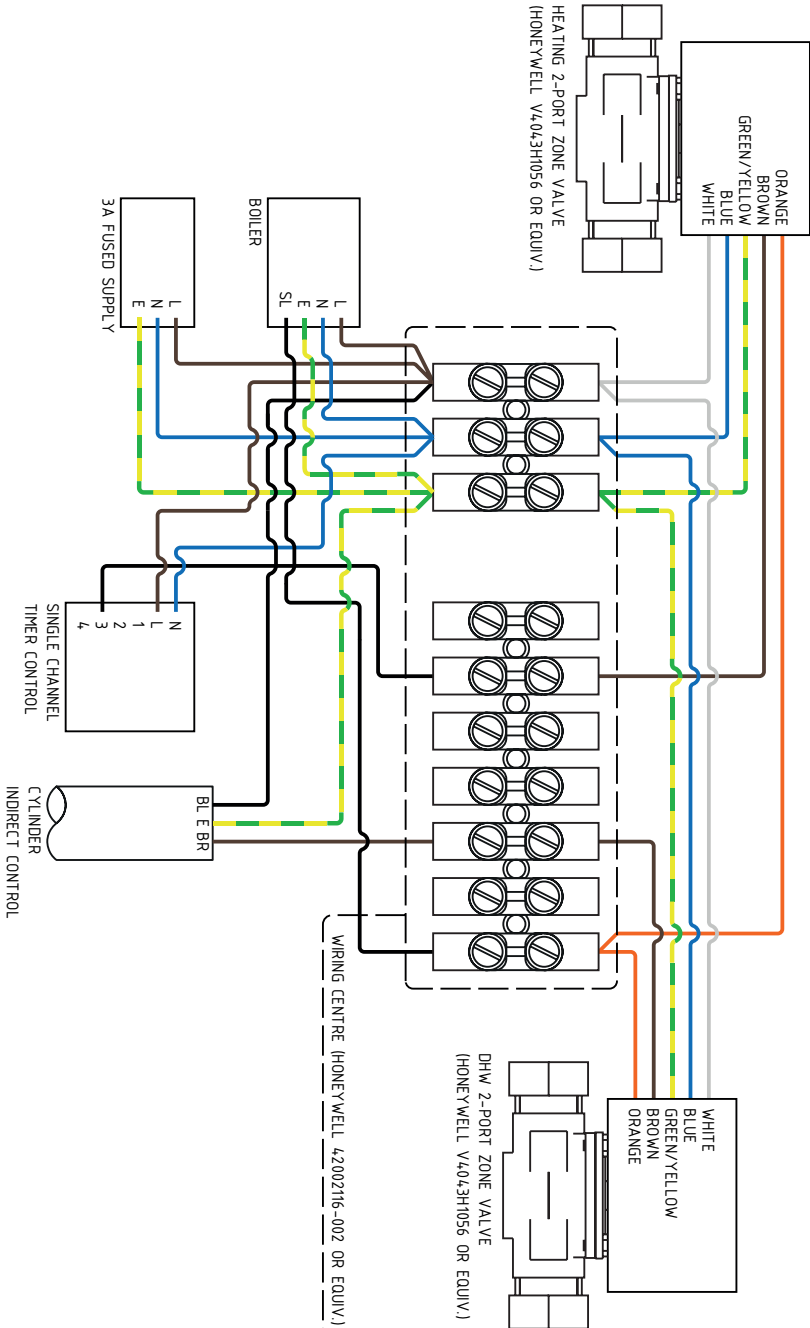 HEATING 2-PORT ZONE VALVE
(HONEYWELL V4043H1056 OR EQUIV.)
ORANGE
BROWN
GREEN/YELLOW
BLUE
WHITE
3A FUSED SUPPLY
L
N
E
BOILER
L
N
E
SL
SINGLE CHANNEL
TIMER CONTROL
N
L
1
2
3
4
CYLINDER
INDIRECT CONTROL
BL E BR
WIRING CENTRE (HONEYWELL 42002116-002 OR EQUIV.)
DHW 2-PORT ZONE VALVE
(HONEYWELL V4043H1056 OR EQUIV.)
WHITE
BLUE
GREEN/YELLOW
BROWN
ORANGE